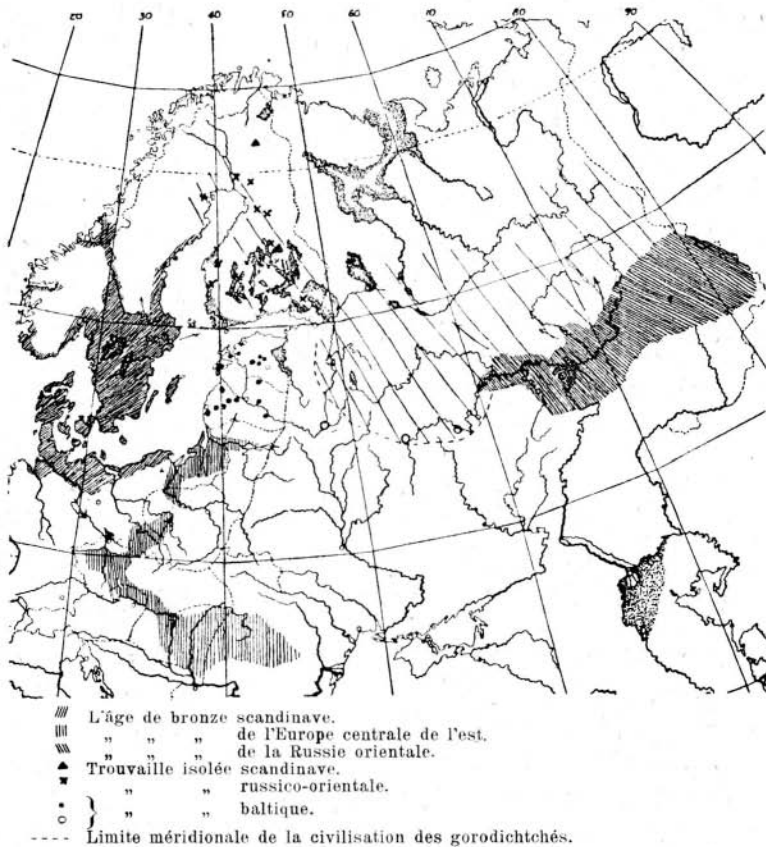 20 30 40 50 60 70 80 90
L'âge de bronze scandinave.
„ „ „ de l'Europe centrale de l'est.
„ „ „ de la Russie orientale.
Trouvaille isolée scandinave.
„ „ russico-orientale.
„ „ baltique.
Limite méridionale de la civilisation des gorodichtchés.